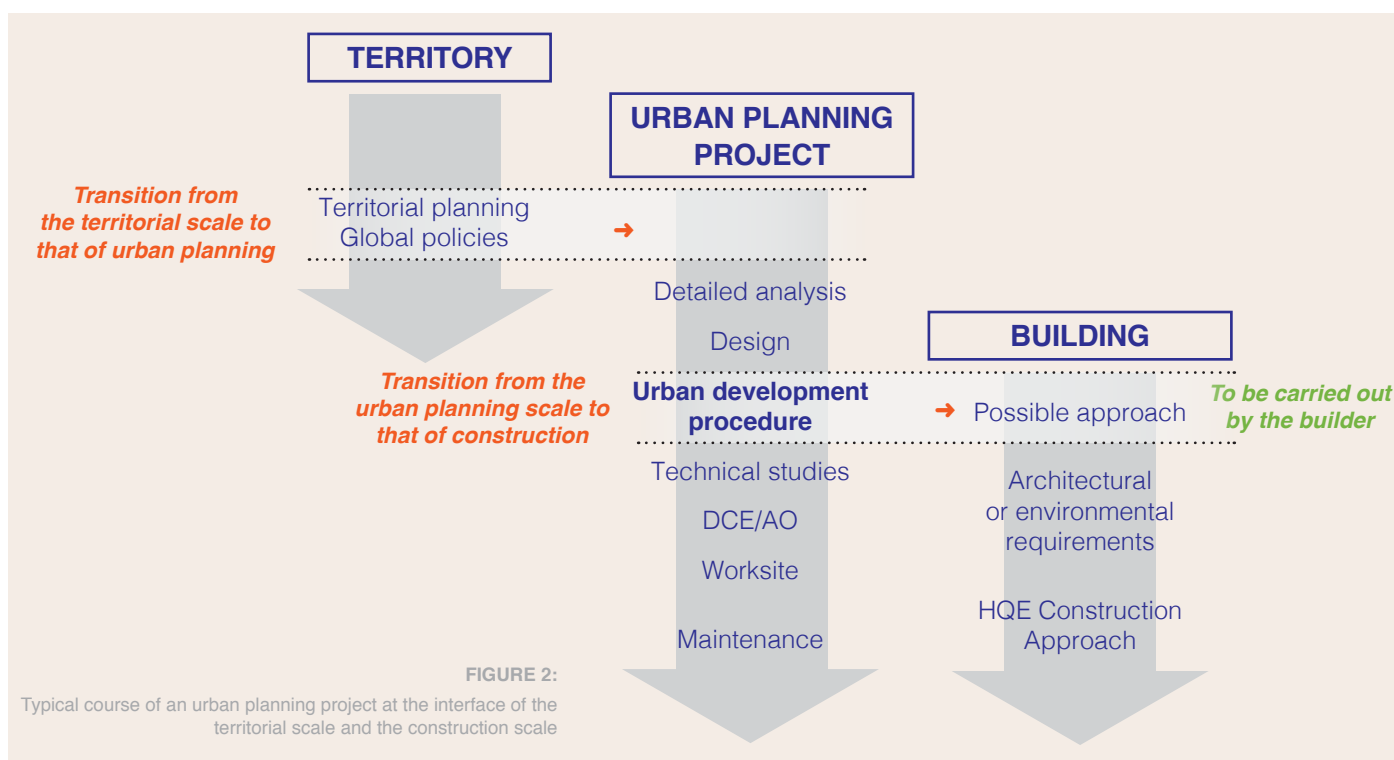 TERRITORY
URBAN PLANNING
PROJECT
Transition from
the territorial scale to
that of urban planning
Territorial planning
Global policies
➜
Detailed analysis
Design
BUILDING
Transition from the
urban planning scale to
that of construction
Urban development
procedure
➜
Possible approach
To be carried out
by the builder
Technical studies
DCE/AO
Worksite
Maintenance
Architectural
or environmental
requirements
HQE Construction
Approach
FIGURE 2:
Typical course of an urban planning project at the interface of the
territorial scale and the construction scale